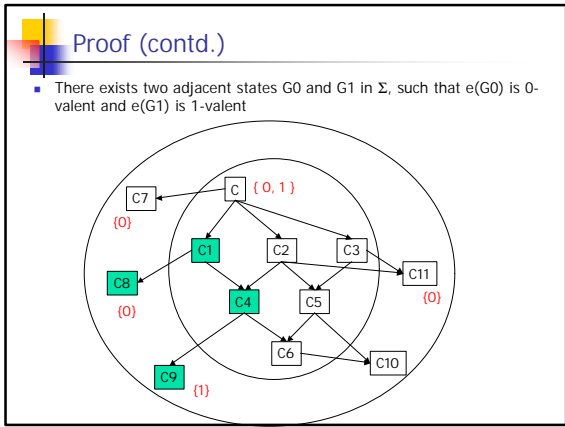 Proof (contd.)
There exists two adjacent states G0 and G1 in Σ, such that e(G0) is 0-
valent and e(G1) is 1-valent
C { 0, 1 }
C7
{0}
C1 C2 C3
C8 C11
{0} {0}
C4 C5
C6
C9 C10
{1}